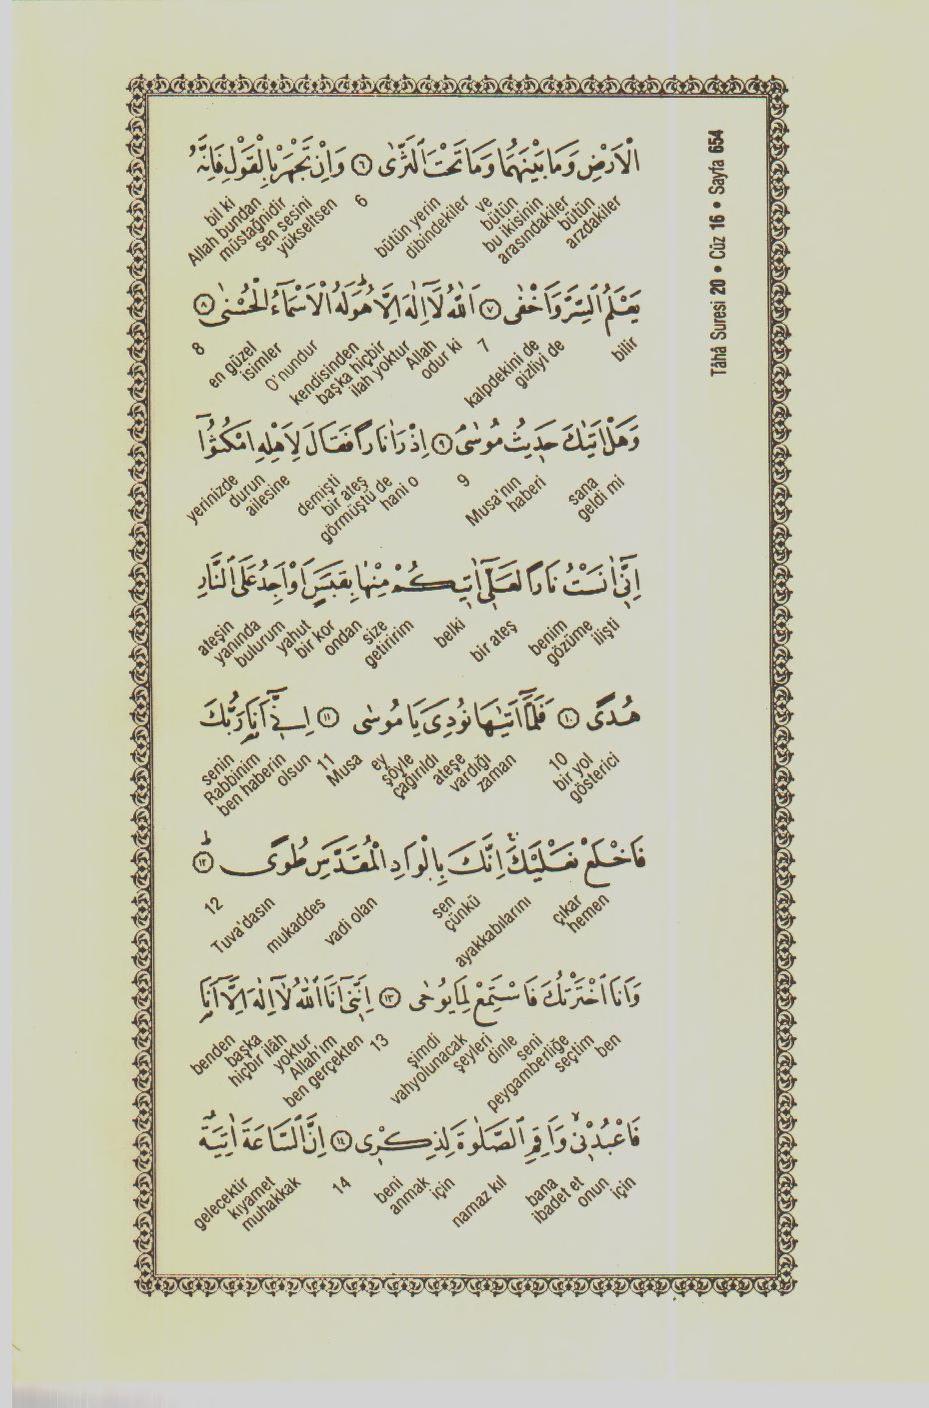 Tâhâ Suresi 20 • Cüz 16 • Sayfa 654
الْاَرْضِ وَمَا بَيْنَهُمَا وَمَا تَحْتَ الثَّرٰى ﴿٦﴾ وَاِنْ تَجْهَرْ بِالْقَوْلِ فَاِنَّهُ
bütün arzdakiler
bütün bu ikisinin arasındakiler
ve
bütün yerin dibindekiler
6
sen sesini yükseltsen
bil ki Allah bundan müstağnidir
يَعْلَمُ السِّرَّ وَاَخْفٰى ﴿٧﴾ اَللّٰهُ لَٓا اِلٰهَ اِلَّا هُوَ لَهُ الْاَسْمَٓاءُ الْحُسْنٰى ﴿٨﴾
bilir
gizliyi de
kalpdekini de
7
Allah odur ki
kendisinden başka hiçbir ilah yoktur
O'nundur
en güzel isimler
8
وَهَلْ اَتٰيكَ حَد۪يثُ مُوسٰى ﴿٩﴾ اِذْ رَاٰ نَارًا فَقَالَ لِاَهْلِهِ امْكُثُٓوا
sana geldi mi
Musa'nın haberi
9
hani o
bir ateş görmüştü de
demişti
ailesine
yerinizde durun
اِنّ۪ٓي اٰنَسْتُ نَارًا لَعَلّ۪ٓي اٰت۪يكُمْ مِنْهَا بِقَبَسٍ اَوْ اَجِدُ عَلَى النَّارِ
benim gözüme ilişti
bir ateş
belki
size getiririm
ondan
bir kor
yahut
bulurum
ateşin yanında
هُدًى ﴿١٠﴾ فَلَمَّٓا اَتٰيهَا نُودِيَ يَا مُوسٰى ﴿١١﴾ اِنّ۪ٓي اَنَا۬ رَبُّكَ
bir yol gösterici
10
ateşe vardığı zaman
şöyle çağırıldı
ey
Musa
11
ben haberin olsun
senin Rabbinim
فَاخْلَعْ نَعْلَيْكَ اِنَّكَ بِالْوَادِ الْمُقَدَّسِ طُوًى ﴿١٢﴾
çıkar hemen
ayakkabılarını
sen çünkü
vadi olan
mukaddes
Tuva'dasın
12
وَاَنَا اخْتَرْتُكَ فَاسْتَمِعْ لِمَا يُوحٰى ﴿١٣﴾ اِنَّن۪ٓي اَنَا اللّٰهُ لَٓا اِلٰهَ اِلَّٓا اَنَا۬
ben
seni peygamberliğe seçtim
dinle
şimdi vahyolunacak şeyleri
13
ben gerçekten
Allah'ım
yoktur
hiçbir ilâh
benden başka
فَاعْبُدْن۪ي وَاَقِمِ الصَّلٰوةَ لِذِكْر۪ي ﴿١٤﴾ اِنَّ السَّاعَةَ اٰتِيَةٌ
onun için
bana ibadet et
namaz kıl
beni anmak için
14
gelecektir kıyamet muhakkak